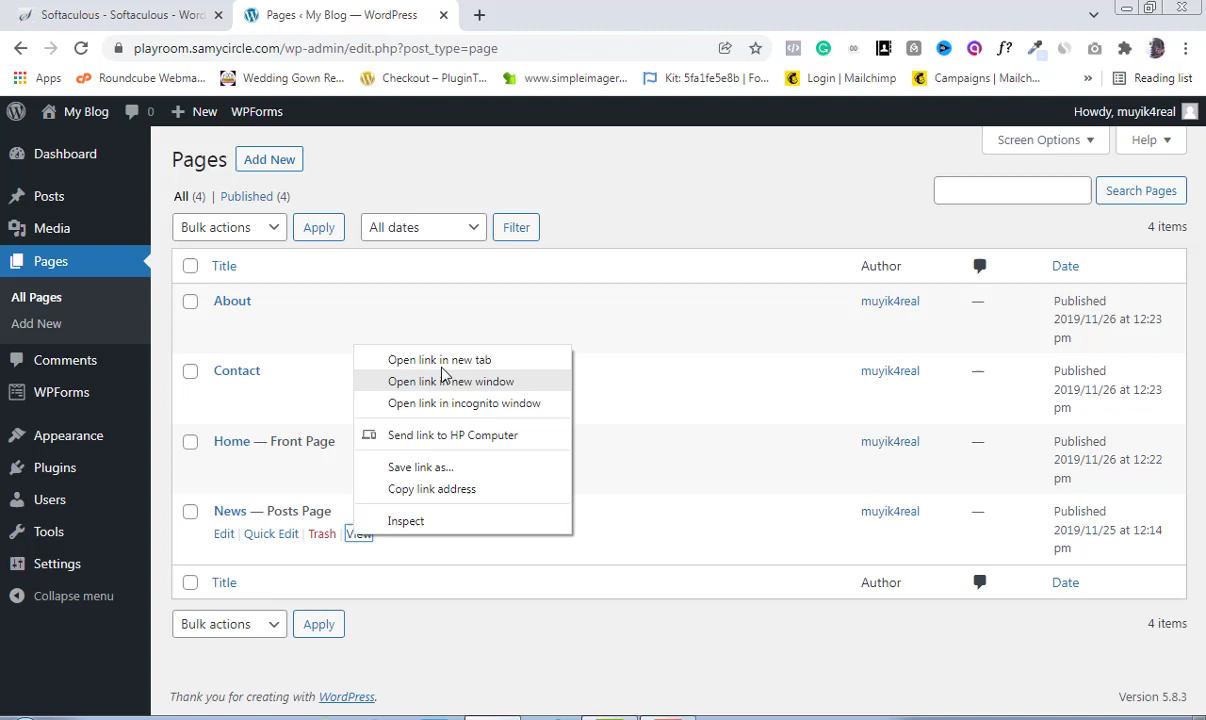 Softaculous - Softaculous - Word
Pages ‹ My Blog — WordPress
playroom.samycircle.com/wp-admin/edit.php?post_type=page
Apps
Roundcube Webma...
Wedding Gown Re...
Checkout – PluginT...
www.simpleimager...
Kit: 5fa1fe5e8b | Fo...
Login | Mailchimp
Campaigns | Mailch...
»
Reading list
My Blog
0
New
WPForms
Howdy, muyik4real
Dashboard
Posts
Media
Pages
All Pages
Add New
Comments
WPForms
Appearance
Plugins
Users
Tools
Settings
Collapse menu
Screen Options
Help
Pages
Add New
All (4) | Published (4)
Search Pages
Bulk actions
Apply
All dates
Filter
4 items
Title
Author
Date
About
muyik4real
—
Published
2019/11/26 at 12:23
pm
Contact
muyik4real
—
Published
2019/11/26 at 12:23
pm
Home — Front Page
muyik4real
—
Published
2019/11/26 at 12:22
pm
News — Posts Page
Edit | Quick Edit | Trash | View
muyik4real
—
Published
2019/11/25 at 12:14
pm
Open link in new tab
Open link in new window
Open link in incognito window
Send link to HP Computer
Save link as...
Copy link address
Inspect
Title
Author
Date
Bulk actions
Apply
4 items
Thank you for creating with WordPress.
Version 5.8.3